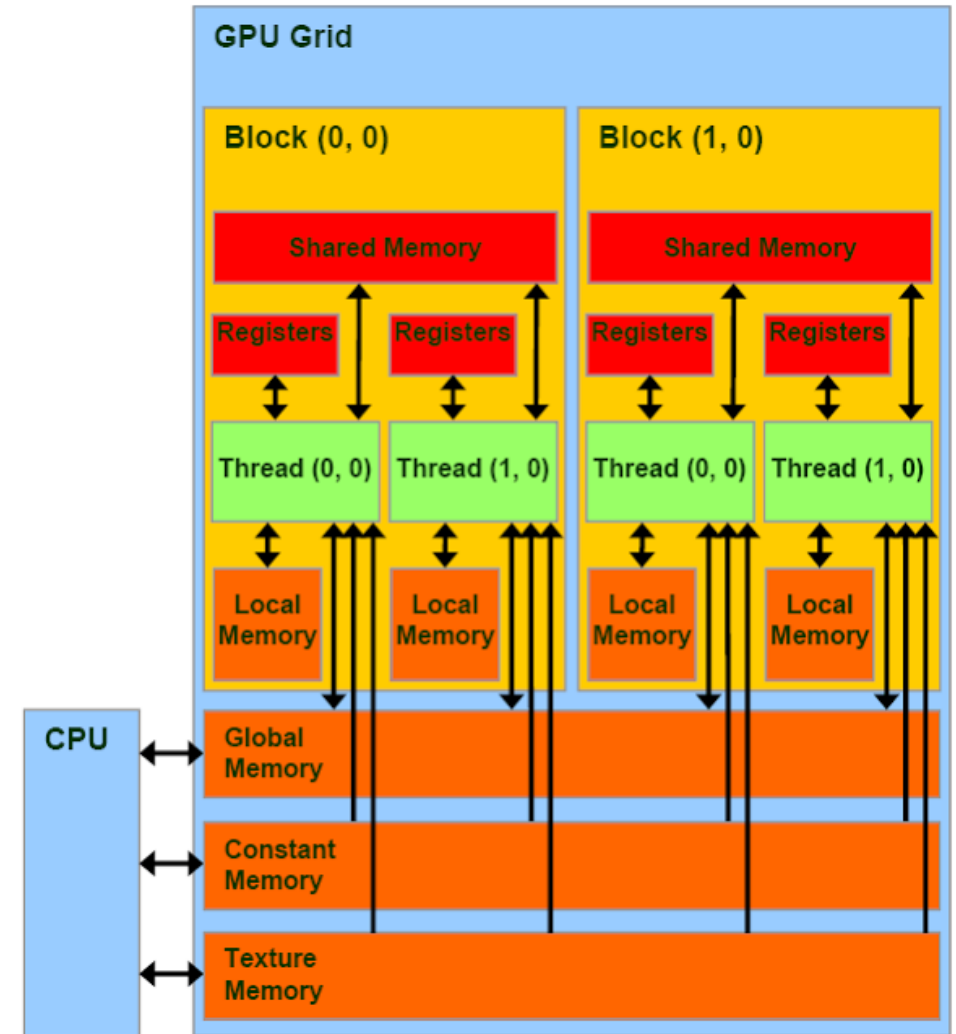 GPU Grid
Block (0, 0)
Block (1, 0)
Shared Memory
Shared Memory
Registers
Registers
Registers
Registers
Thread (0, 0)
Thread (1, 0)
Thread (0, 0)
Thread (1, 0)
Local
Memory
Local
Memory
Local
Memory
Local
Memory
CPU
Global
Memory
Constant
Memory
Texture
Memory